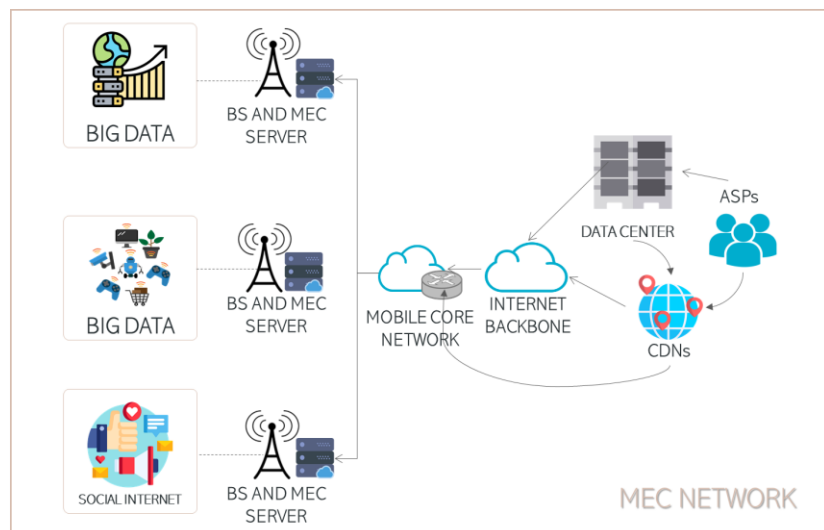 BIG DATA
BS AND MEC
SERVER
BIG DATA
BS AND MEC
SERVER
SOCIAL INTERNET
BS AND MEC
SERVER
MOBILE CORE
NETWORK
INTERNET
BACKBONE
DATA CENTER
ASPs
CDNs
MEC NETWORK